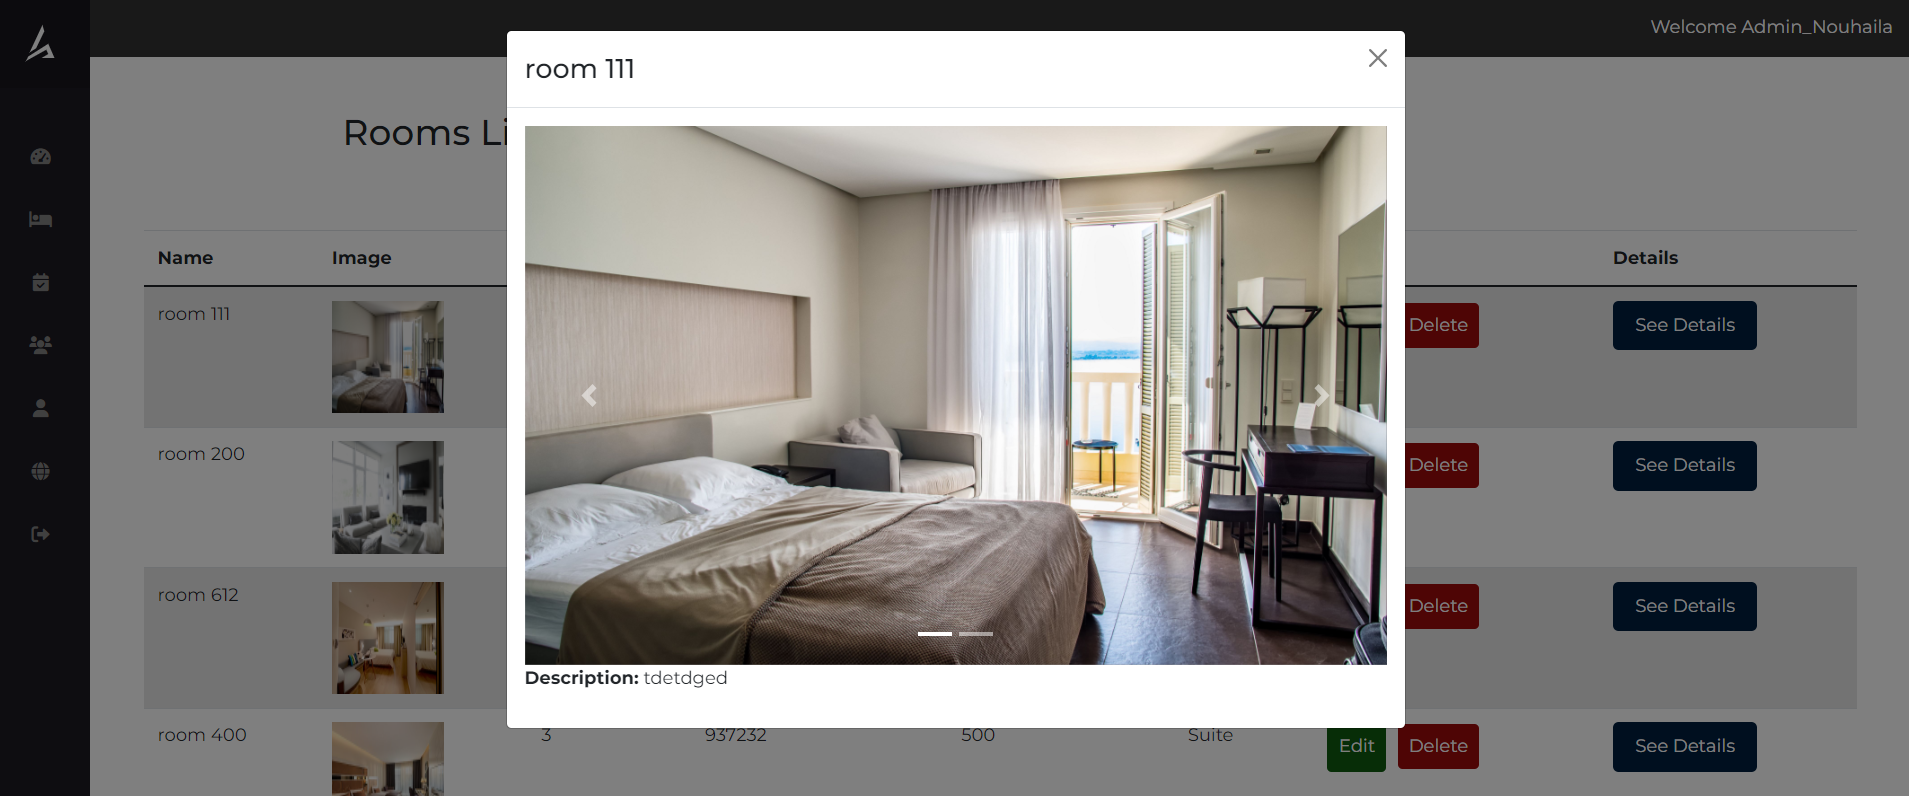 Welcome Admin_Nouhaila
room 111
Rooms Li
Name Image Details
room 111 Delete See Details
room 200 Delete See Details
room 612 Delete See Details
Description: tdetdged
room 400 3 937232 500 Suite Edit Delete See Details